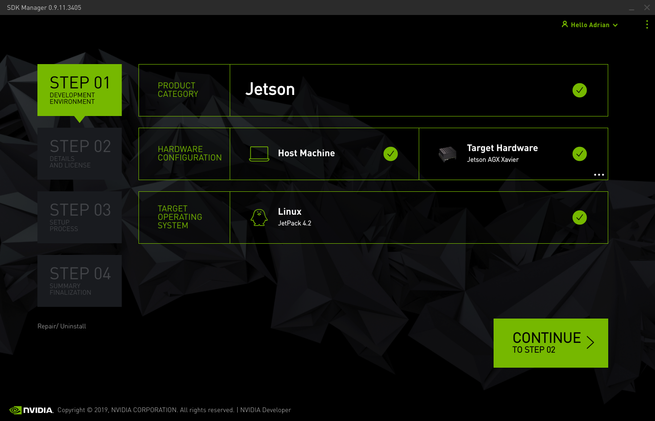 SDK Manager 0.9.11.3405
Hello Adrian
STEP 01
DEVELOPMENT
ENVIRONMENT
PRODUCT
CATEGORY
Jetson
STEP 02
DETAILS
AND LICENSE
HARDWARE
CONFIGURATION
Host Machine
Target Hardware
Jetson AGX Xavier
STEP 03
SETUP
PROCESS
TARGET
OPERATING
SYSTEM
Linux
JetPack 4.2
STEP 04
SUMMARY
FINALIZATION
Repair/ Uninstall
CONTINUE
TO STEP 02
NVIDIA. Copyright © 2019, NVIDIA CORPORATION. All rights reserved. | NVIDIA Developer